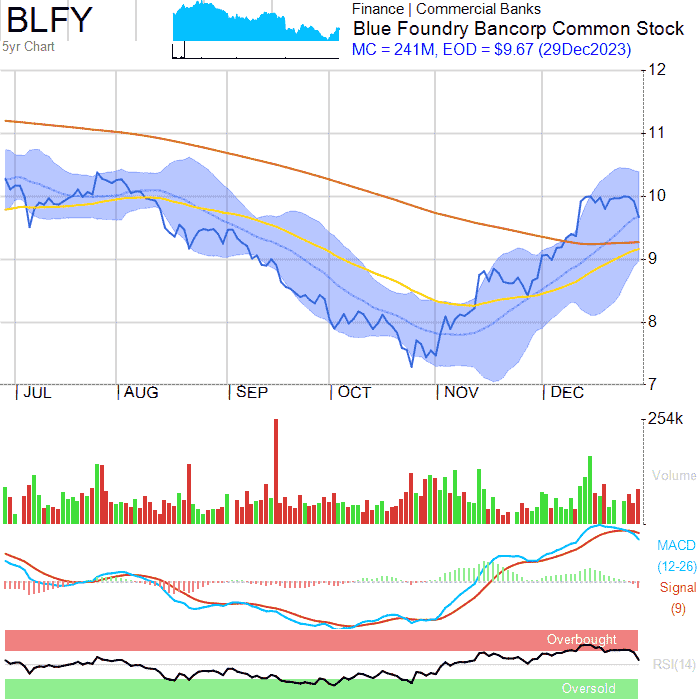 BLFY
5yr Chart
Finance | Commercial Banks
Blue Foundry Bancorp Common Stock
MC = 241M, EOD = $9.67 (29Dec2023)
12
11
10
9
8
7
JUL AUG SEP OCT NOV DEC
254k
Volume
MACD
(12-26)
Signal
(9)
Overbought
RSI(14)
Oversold